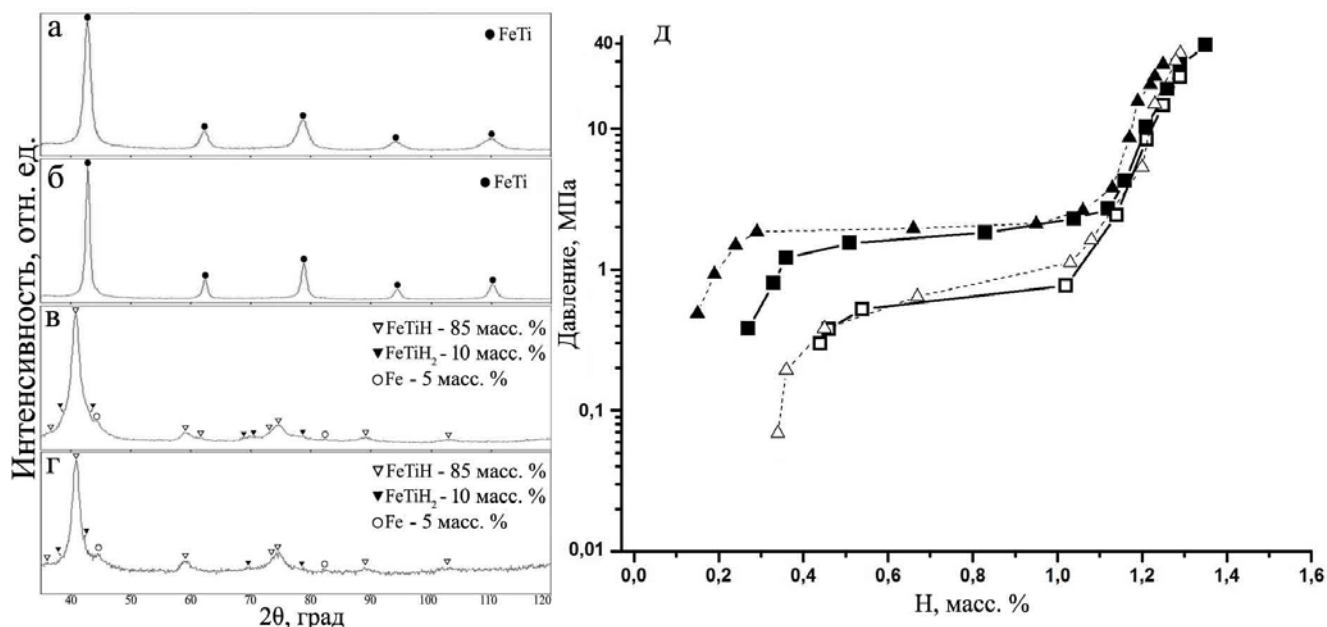 Интенсивность, отн. ед.
а
● FeTi
б
● FeTi
в
▽ FeTiH - 85 масс. %
▼ FeTiH₂ - 10 масс. %
○ Fe - 5 масс. %
г
▽ FeTiH - 85 масс. %
▼ FeTiH₂ - 10 масс. %
○ Fe - 5 масс. %
40 50 60 70 80 90 100 110 120
2θ, град
Д
Давление, МПа
40
10
1
0,1
0,01
0,0 0,2 0,4 0,6 0,8 1,0 1,2 1,4 1,6
H, масс. %